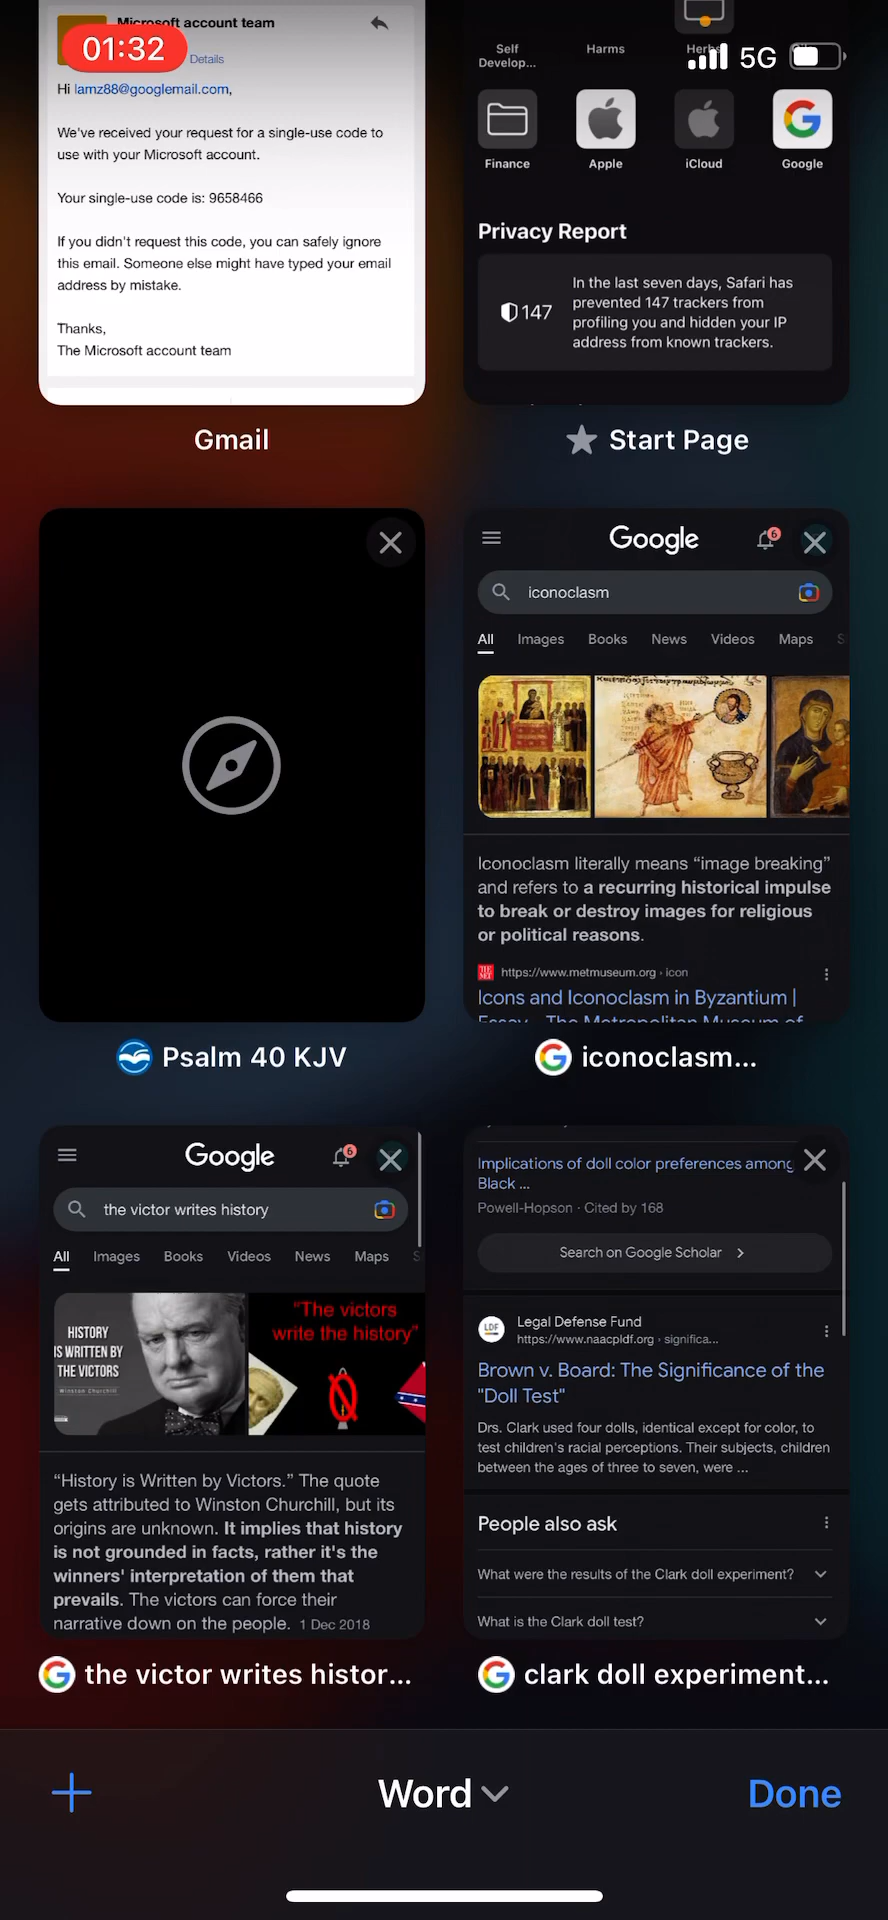 Microsoft account team
01:32
Details
5G
Hi lamz88@googlemail.com,
We've received your request for a single-use code to
use with your Microsoft account.
Your single-use code is: 9658466
If you didn't request this code, you can safely ignore
this email. Someone else might have typed your email
address by mistake.
Thanks,
The Microsoft account team
Gmail
Self
Develop...
Harms
Finance
Apple
iCloud
Google
Privacy Report
147
In the last seven days, Safari has
prevented 147 trackers from
profiling you and hidden your IP
address from known trackers.
Start Page
Psalm 40 KJV
Google
6
iconoclasm
All Images Books News Videos Maps S
Iconoclasm literally means “image breaking”
and refers to a recurring historical impulse
to break or destroy images for religious
or political reasons.
THE MET
https://www.metmuseum.org › icon
Icons and Iconoclasm in Byzantium |
Essay - The Metropolitan Museum of
iconoclasm...
Google
6
the victor writes history
All Images Books Videos News Maps S
HISTORY
IS WRITTEN BY
THE VICTORS
Winston Churchill
"The victors
write the history"
“History is Written by Victors.” The quote
gets attributed to Winston Churchill, but its
origins are unknown. It implies that history
is not grounded in facts, rather it's the
winners' interpretation of them that
prevails. The victors can force their
narrative down on the people. 1 Dec 2018
the victor writes histor...
Implications of doll color preferences among
Black ...
Powell-Hopson · Cited by 168
Search on Google Scholar
LDF
Legal Defense Fund
https://www.naacpldf.org › significa...
Brown v. Board: The Significance of the
"Doll Test"
Drs. Clark used four dolls, identical except for color, to
test children's racial perceptions. Their subjects, children
between the ages of three to seven, were ...
People also ask
What were the results of the Clark doll experiment?
What is the Clark doll test?
clark doll experiment...
Word
Done